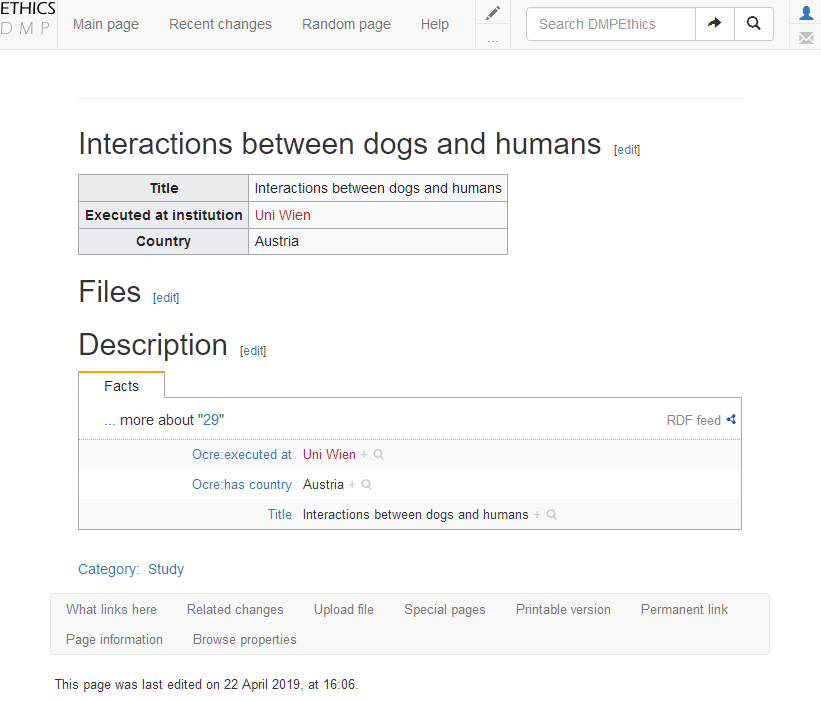 ETHICS
DMP
Main page
Recent changes
Random page
Help
...
Search DMPEthics
Interactions between dogs and humans [edit]
Title Interactions between dogs and humans
Executed at institution Uni Wien
Country Austria
Files [edit]
Description [edit]
Facts
... more about "29" RDF feed
Ocre:executed at Uni Wien +
Ocre:has country Austria +
Title Interactions between dogs and humans +
Category: Study
What links here Related changes Upload file Special pages Printable version Permanent link
Page information Browse properties
This page was last edited on 22 April 2019, at 16:06.